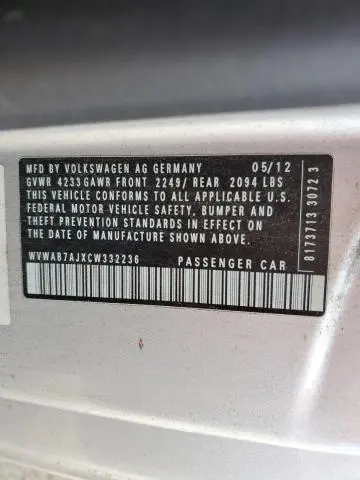 MFD BY VOLKSWAGEN AG GERMANY 05/12
GVWR 4233 GAWR FRONT 2249/ REAR 2094 LBS
THIS VEHICLE CONFORMS TO ALL APPLICABLE U.S.
FEDERAL MOTOR VEHICLE SAFETY, BUMPER AND
THEFT PREVENTION STANDARDS IN EFFECT ON THE
DATE OF MANUFACTURE SHOWN ABOVE.
WVWAB7AJXCW332236 PASSENGER CAR
8173713 3072 3